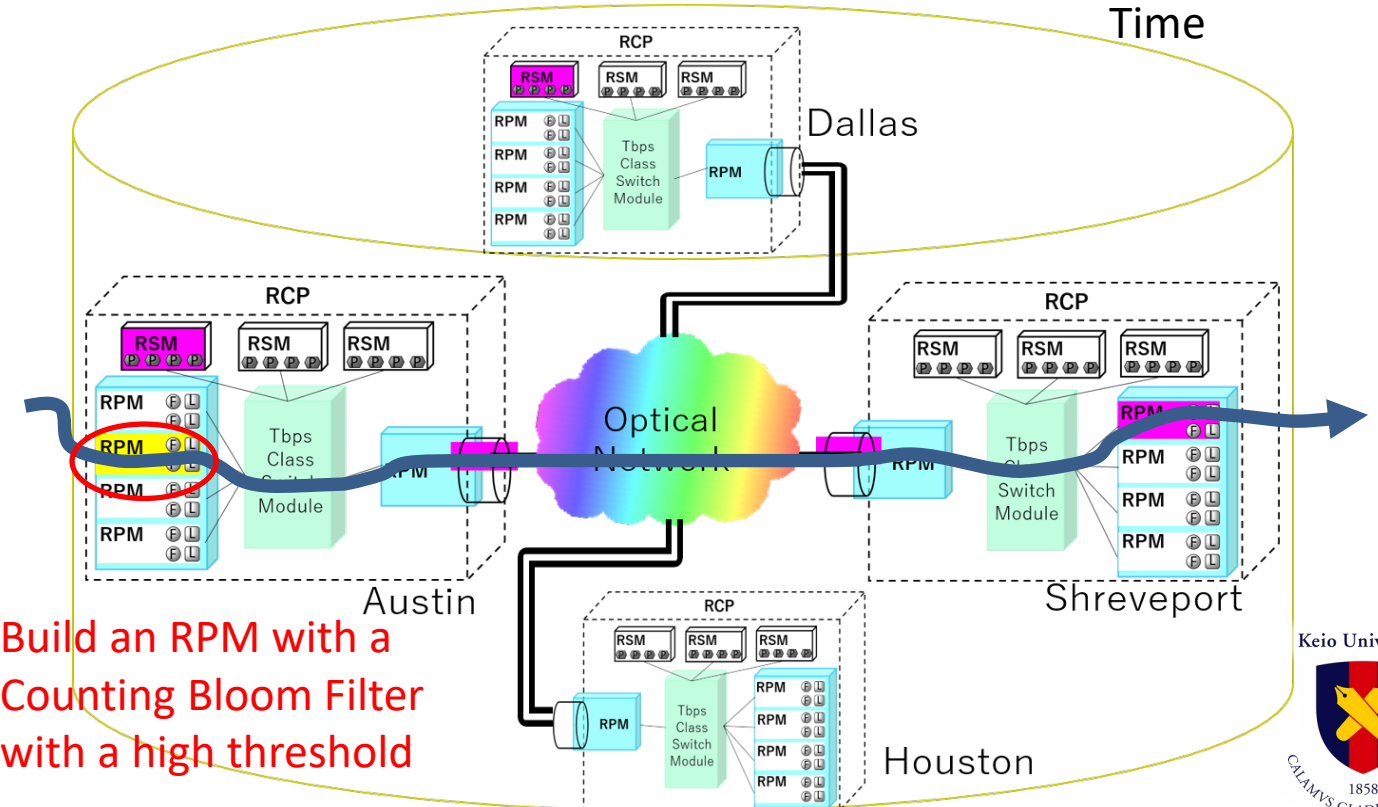 Time
RCP
RSM
P P P P
RSM
P P P P
RSM
P P P P
RPM F L
F L
RPM F L
F L
RPM F L
F L
RPM F L
F L
Tbps
Class
Switch
Module
RPM
Dallas
RCP
RSM
P P P P
RSM
P P P P
RSM
P P P P
RPM F L
F L
RPM F L
F L
RPM F L
F L
RPM F L
F L
Tbps
Class
Switch
Module
RPM
Austin
Optical
Network
RCP
RSM
P P P P
RSM
P P P P
RSM
P P P P
RPM
Tbps
Class
Switch
Module
RPM L
F L
RPM F L
F L
RPM F L
F L
RPM F L
F L
Shreveport
RCP
RSM
P P P P
RSM
P P P P
RSM
P P P P
RPM
Tbps
Class
Switch
Module
RPM F L
F L
RPM F L
F L
RPM F L
F L
RPM F L
F L
Houston
Build an RPM with a
Counting Bloom Filter
with a high threshold
Keio Univ
CALAMVS
1858